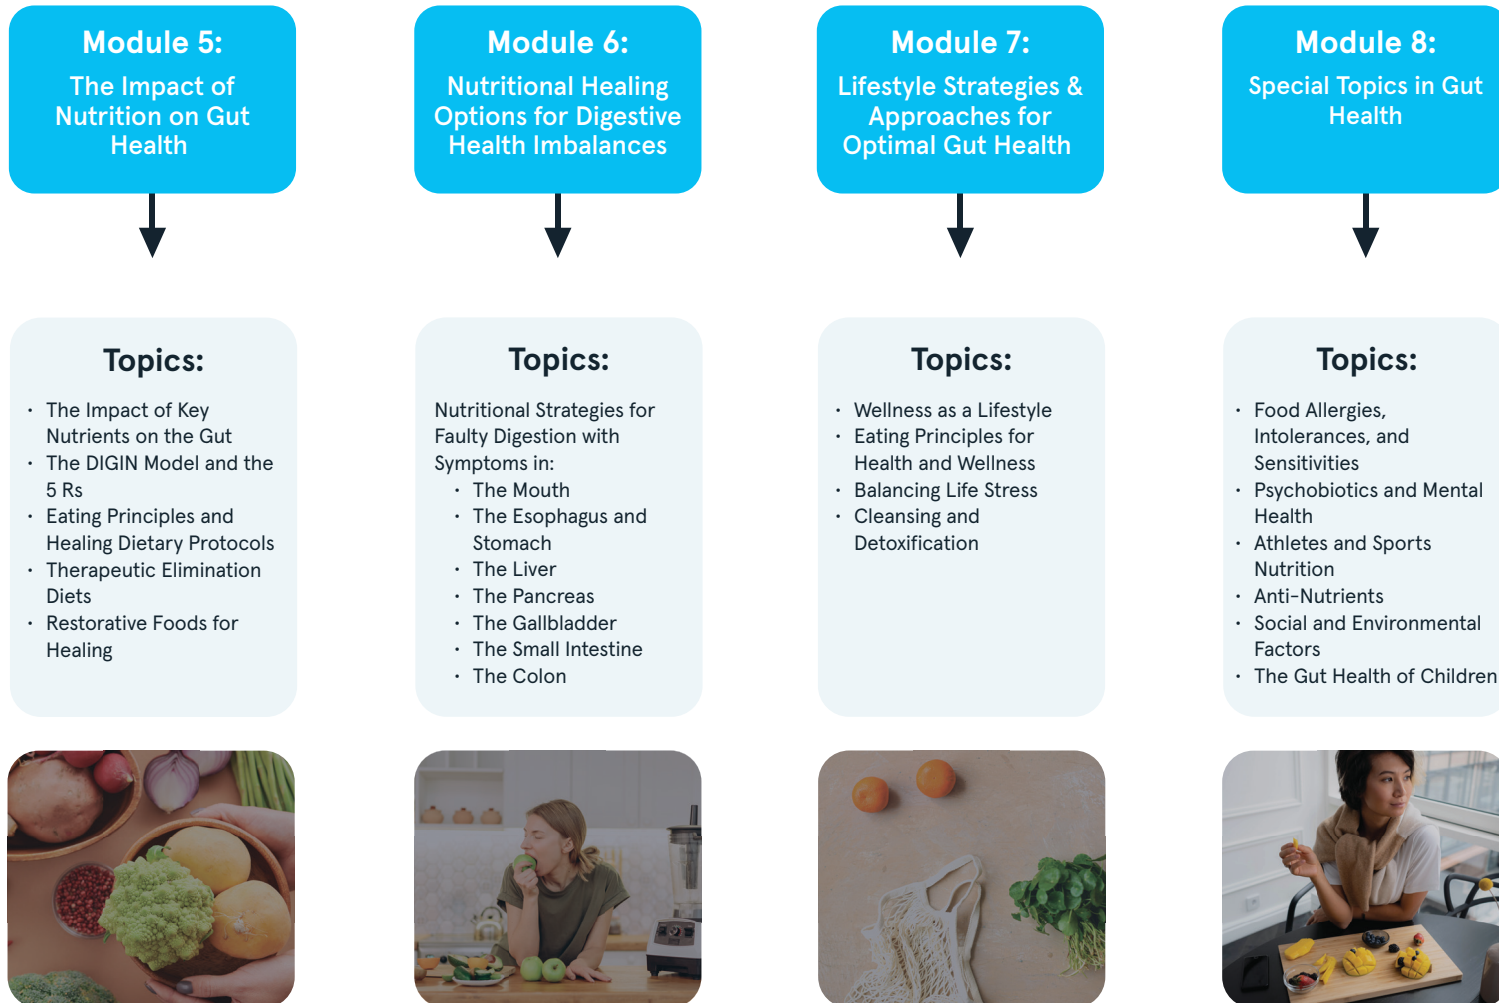 Module 5:
The Impact of
Nutrition on Gut
Health
Topics:
· The Impact of Key
Nutrients on the Gut
· The DIGIN Model and the
5 Rs
· Eating Principles and
Healing Dietary Protocols
· Therapeutic Elimination
Diets
· Restorative Foods for
Healing
Module 6:
Nutritional Healing
Options for Digestive
Health Imbalances
Topics:
Nutritional Strategies for
Faulty Digestion with
Symptoms in:
· The Mouth
· The Esophagus and
Stomach
· The Liver
· The Pancreas
· The Gallbladder
· The Small Intestine
· The Colon
Module 7:
Lifestyle Strategies &
Approaches for
Optimal Gut Health
Topics:
· Wellness as a Lifestyle
· Eating Principles for
Health and Wellness
· Balancing Life Stress
· Cleansing and
Detoxification
Module 8:
Special Topics in Gut
Health
Topics:
· Food Allergies,
Intolerances, and
Sensitivities
· Psychobiotics and Mental
Health
· Athletes and Sports
Nutrition
· Anti-Nutrients
· Social and Environmental
Factors
· The Gut Health of Children